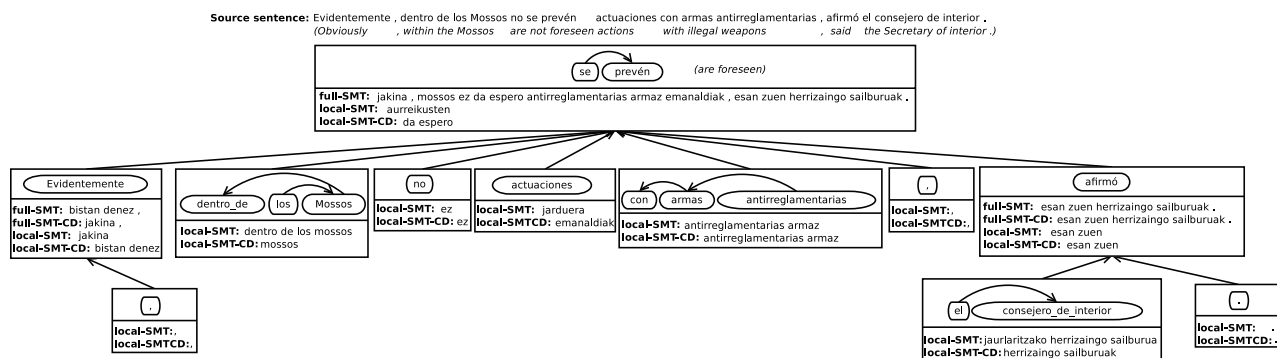 Source sentence: Evidentemente , dentro de los Mossos no se prevén actuaciones con armas antirreglamentarias , afirmó el consejero de interior .
(Obviously , within the Mossos are not foreseen actions with illegal weapons , said the Secretary of interior .)
se prevén (are foreseen)
full-SMT: jakina , mossos ez da espero antirreglamentarias armaz emanaldiak , esan zuen herrizaingo sailburuak .
local-SMT: aurreikusten
local-SMT-CD: da espero
Evidentemente
full-SMT: bistan denez ,
full-SMT-CD: jakina ,
local-SMT: jakina
local-SMT-CD: bistan denez
dentro_de los Mossos
local-SMT: dentro de los mossos
local-SMT-CD: mossos
no
local-SMT: ez
local-SMTCD: ez
actuaciones
local-SMT: jarduera
local-SMTCD: emanaldiak
con armas antirreglamentarias
local-SMT: antirreglamentarias armaz
local-SMT-CD: antirreglamentarias armaz
,
local-SMT:,
local-SMTCD:,
afirmó
full-SMT: esan zuen herrizaingo sailburuak .
full-SMT-CD: esan zuen herrizaingo sailburuak .
local-SMT: esan zuen
local-SMT-CD: esan zuen
,
local-SMT:,
local-SMTCD:,
el consejero_de_interior
local-SMT: jaurlaritzako herrizaingo sailburua
local-SMT-CD: herrizaingo sailburuak
.
local-SMT: .
local-SMTCD: .